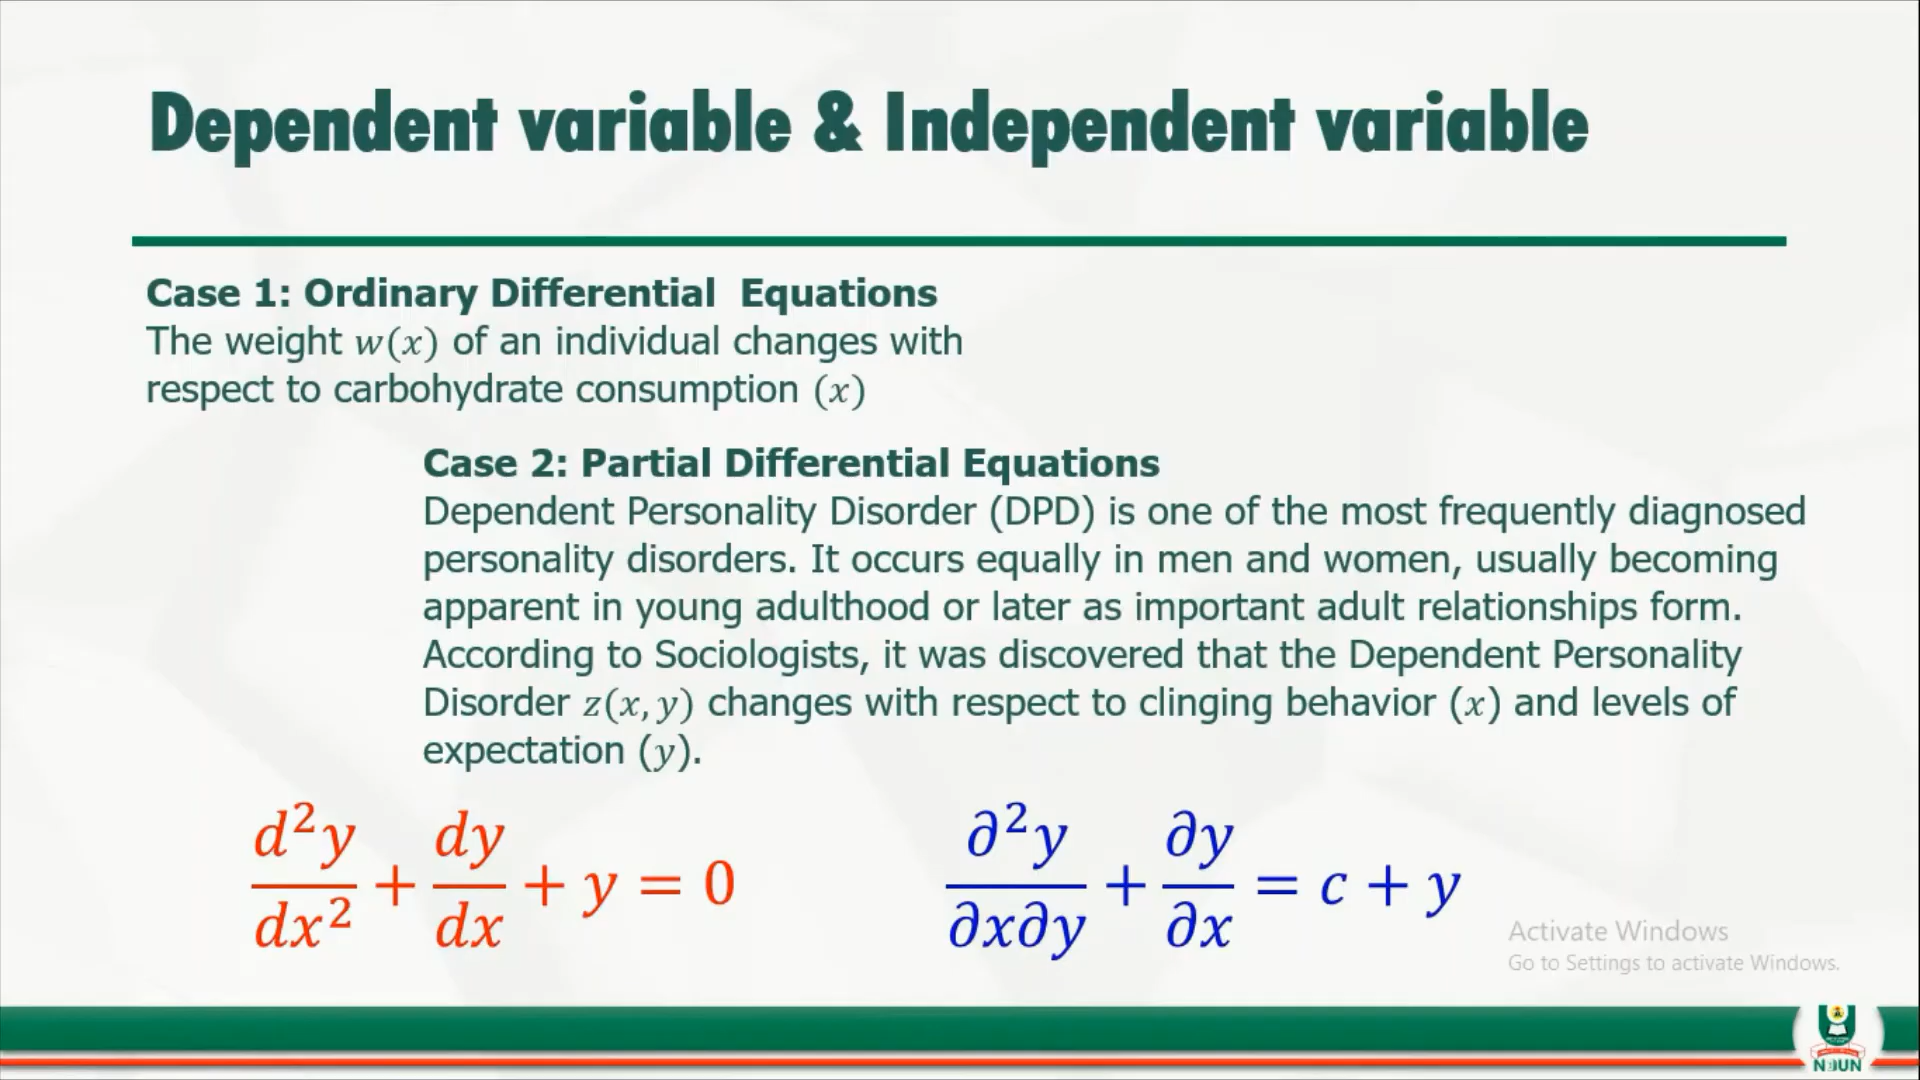 Dependent variable & Independent variable
Case 1: Ordinary Differential Equations
The weight w(x) of an individual changes with
respect to carbohydrate consumption (x)
Case 2: Partial Differential Equations
Dependent Personality Disorder (DPD) is one of the most frequently diagnosed
personality disorders. It occurs equally in men and women, usually becoming
apparent in young adulthood or later as important adult relationships form.
According to Sociologists, it was discovered that the Dependent Personality
Disorder z(x, y) changes with respect to clinging behavior (x) and levels of
expectation (y).
d²y/dx² + dy/dx + y = 0
∂²y/∂x∂y + ∂y/∂x = c + y
Activate Windows
Go to Settings to activate Windows.
NOUN